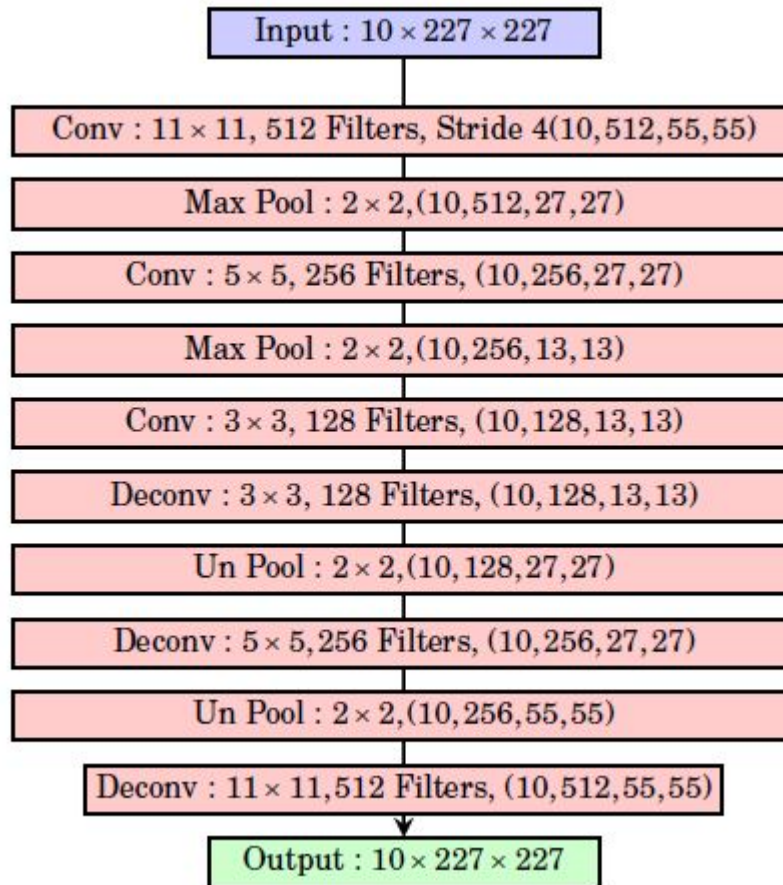 Input : 10 × 227 × 227
Conv : 11 × 11, 512 Filters, Stride 4(10,512,55,55)
Max Pool : 2 × 2,(10,512,27,27)
Conv : 5 × 5, 256 Filters, (10,256,27,27)
Max Pool : 2 × 2,(10,256,13,13)
Conv : 3 × 3, 128 Filters, (10,128,13,13)
Deconv : 3 × 3, 128 Filters, (10,128,13,13)
Un Pool : 2 × 2,(10,128,27,27)
Deconv : 5 × 5,256 Filters, (10,256,27,27)
Un Pool : 2 × 2,(10,256,55,55)
Deconv : 11 × 11,512 Filters, (10,512,55,55)
Output : 10 × 227 × 227